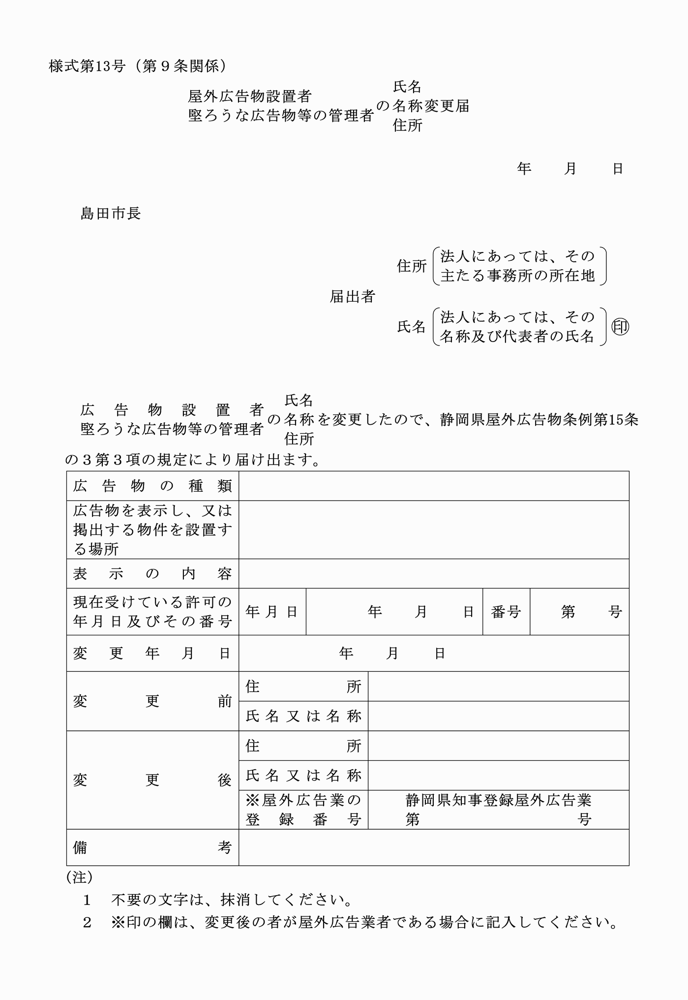 様式第13号（第９条関係）
氏名
屋外広告物設置者
の名称変更届
堅ろうな広告物等の管理者
住所
年　　月　　日
島田市長
法人にあっては、その
住所
主たる事務所の所在地
届出者
法人にあっては、その
氏名　㊞
名称及び代表者の氏名
氏名
広告物設置者
の名称を変更したので、静岡県屋外広告物条例第15条
堅ろうな広告物等の管理者
住所
の３第３項の規定により届け出ます。
広告物の種類
広告物を表示し、又は
掲出する物件を設置す
る場所
表示の内容
現在受けている許可の
年月日及びその番号
年月日　年　　月　　日　番号　第　　号
変更年月日　年　　月　　日
変更前
住所
氏名又は名称
変更後
住所
氏名又は名称
※屋外広告業の
登録番号
静岡県知事登録屋外広告業
第　　号
備考
（注）
１　不要の文字は、抹消してください。
２　※印の欄は、変更後の者が屋外広告業者である場合に記入してください。